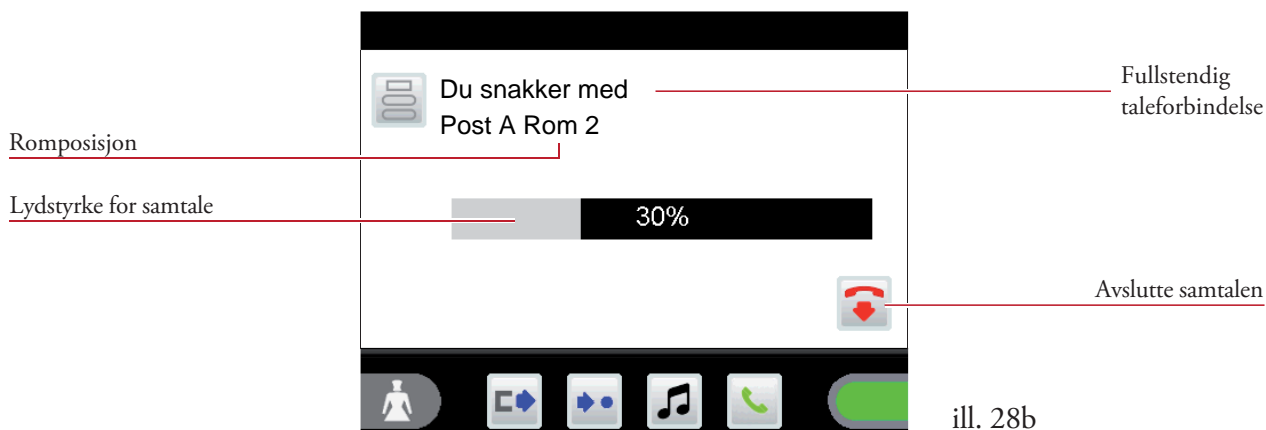 Du snakker med
Post A Rom 2
Fullstendig
taleforbindelse
Romposisjon
Lydstyrke for samtale
30%
Avslutte samtalen
ill. 28b